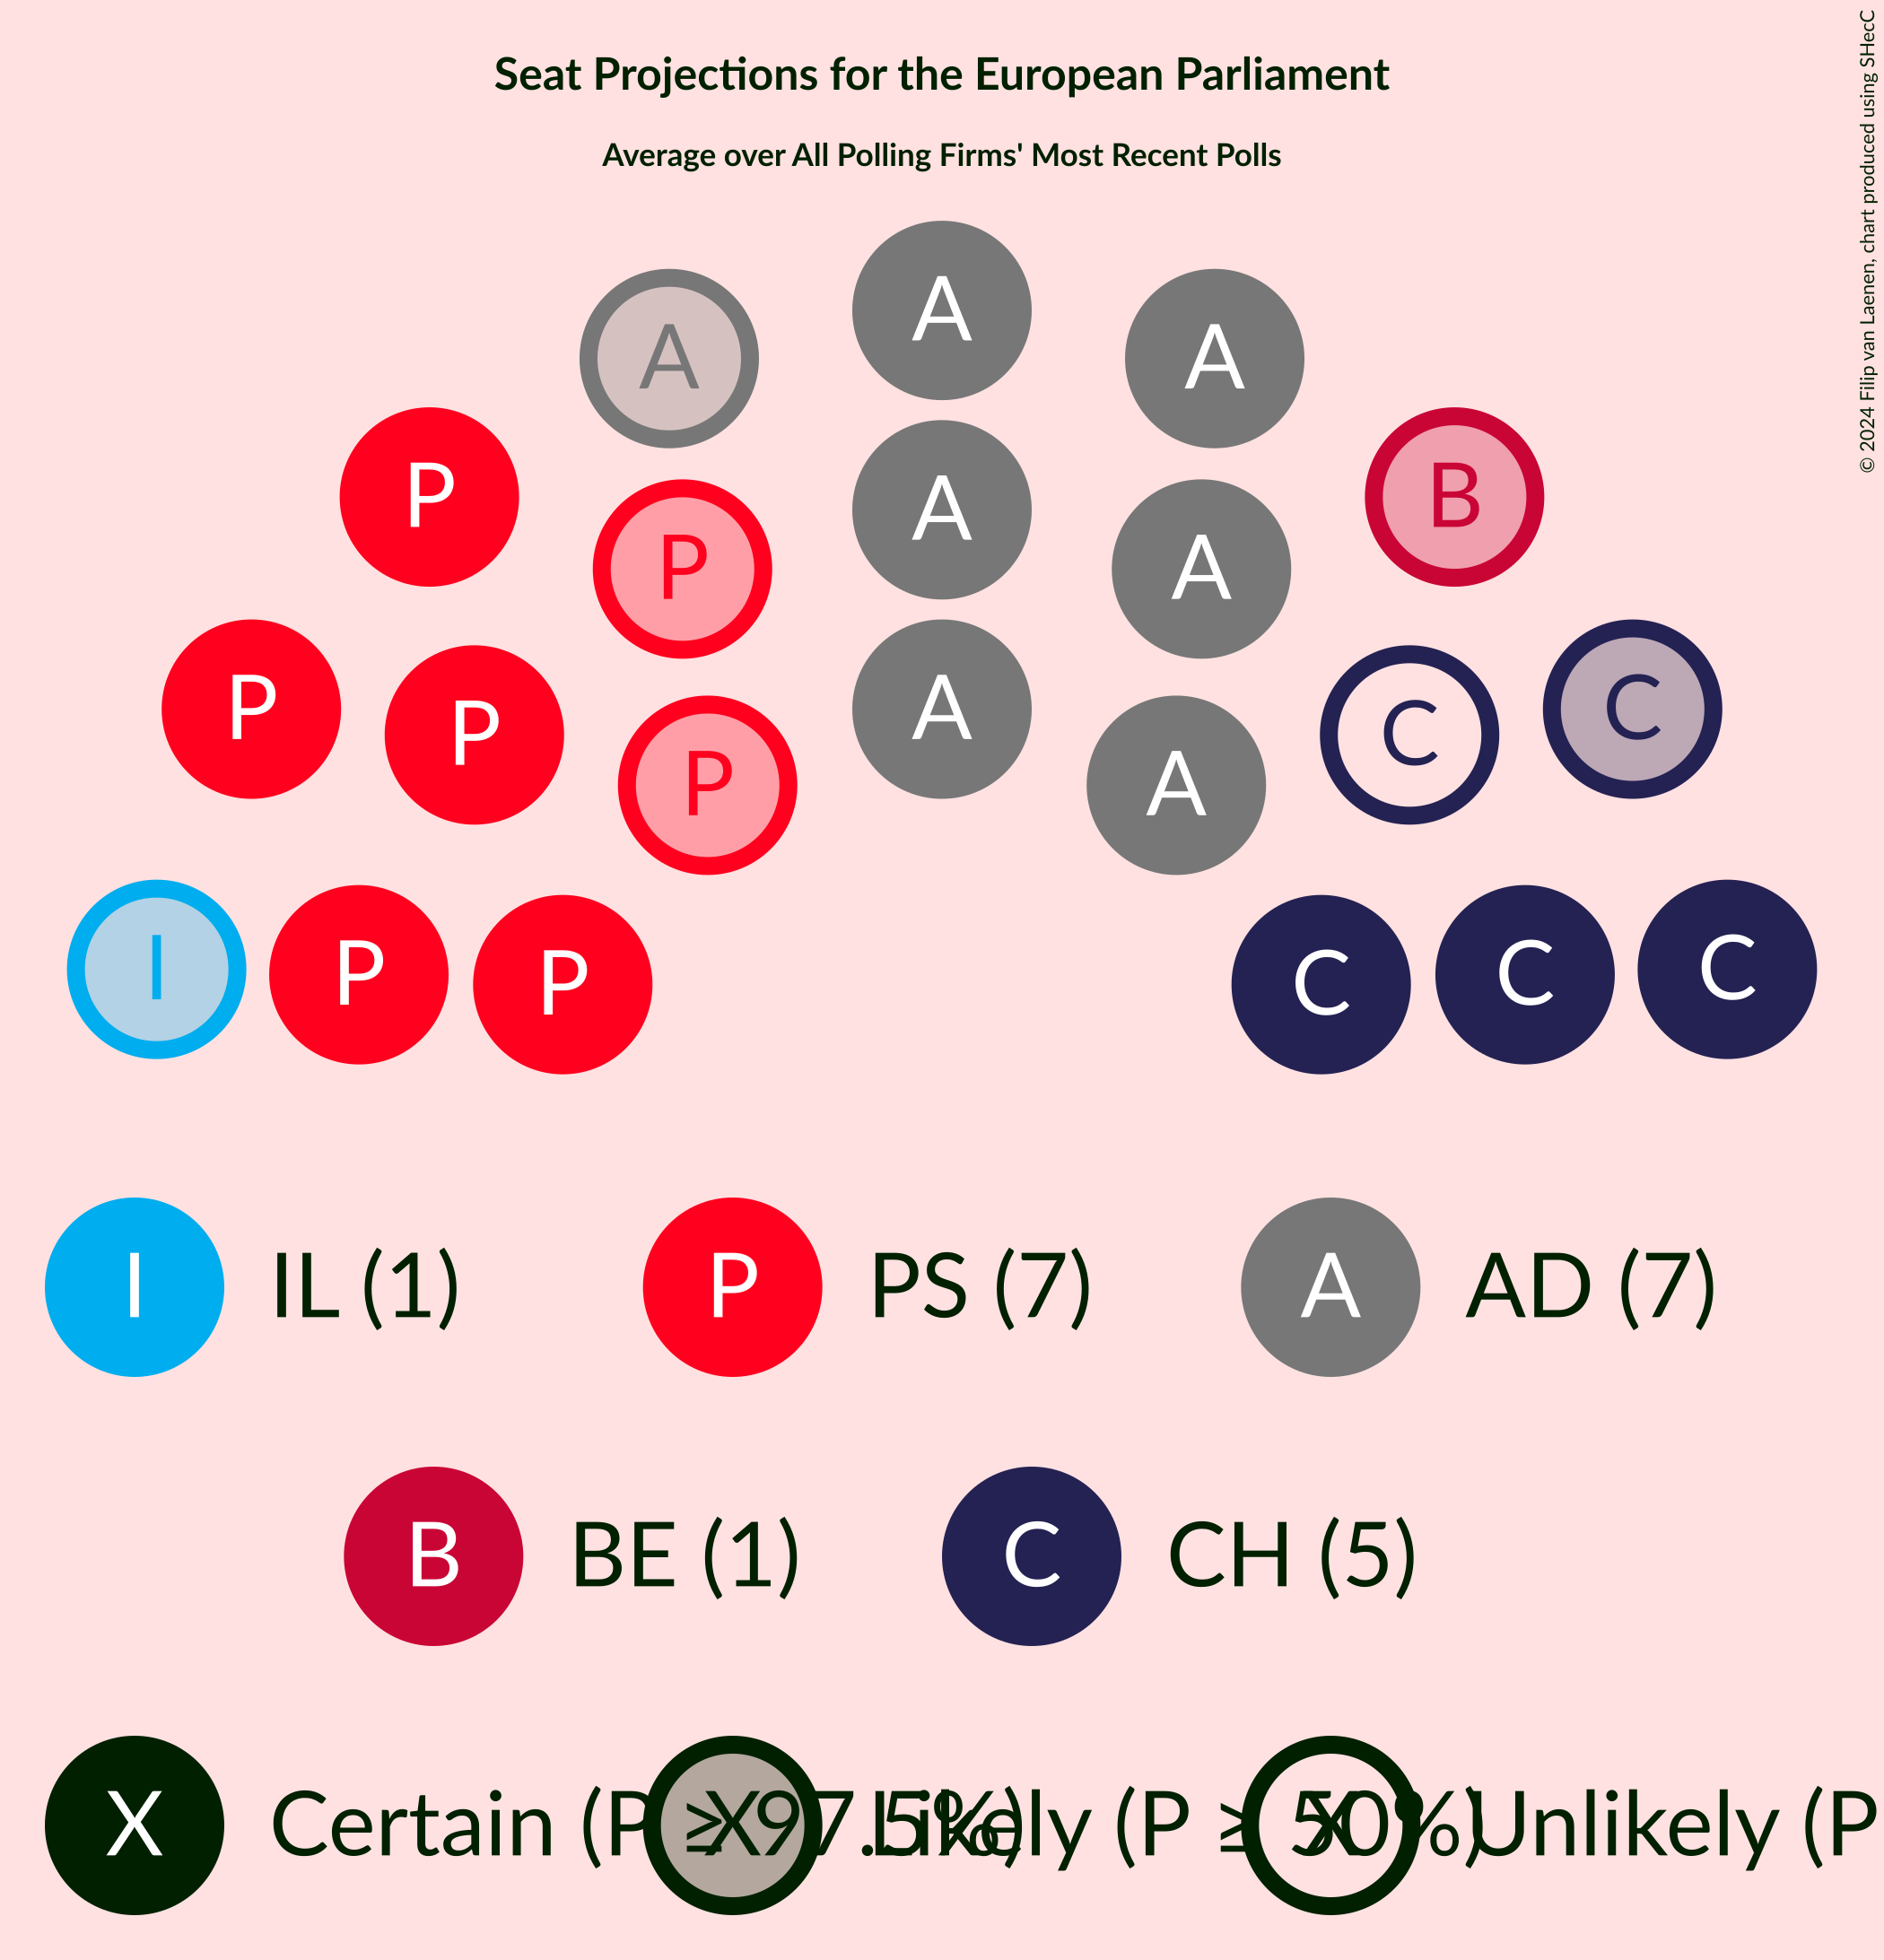 Seat Projections for the European Parliament
Average over All Polling Firms' Most Recent Polls
© 2024 Filip van Laenen, chart produced using SHecC
A
A A
P A B
P A
P P C C
P A A
I P P C C C
I IL (1) P PS (7) A AD (7)
B BE (1) C CH (5)
X Certain (P ≥ 97.5%) X Likely (P ≥ 50%) X Unlikely (P